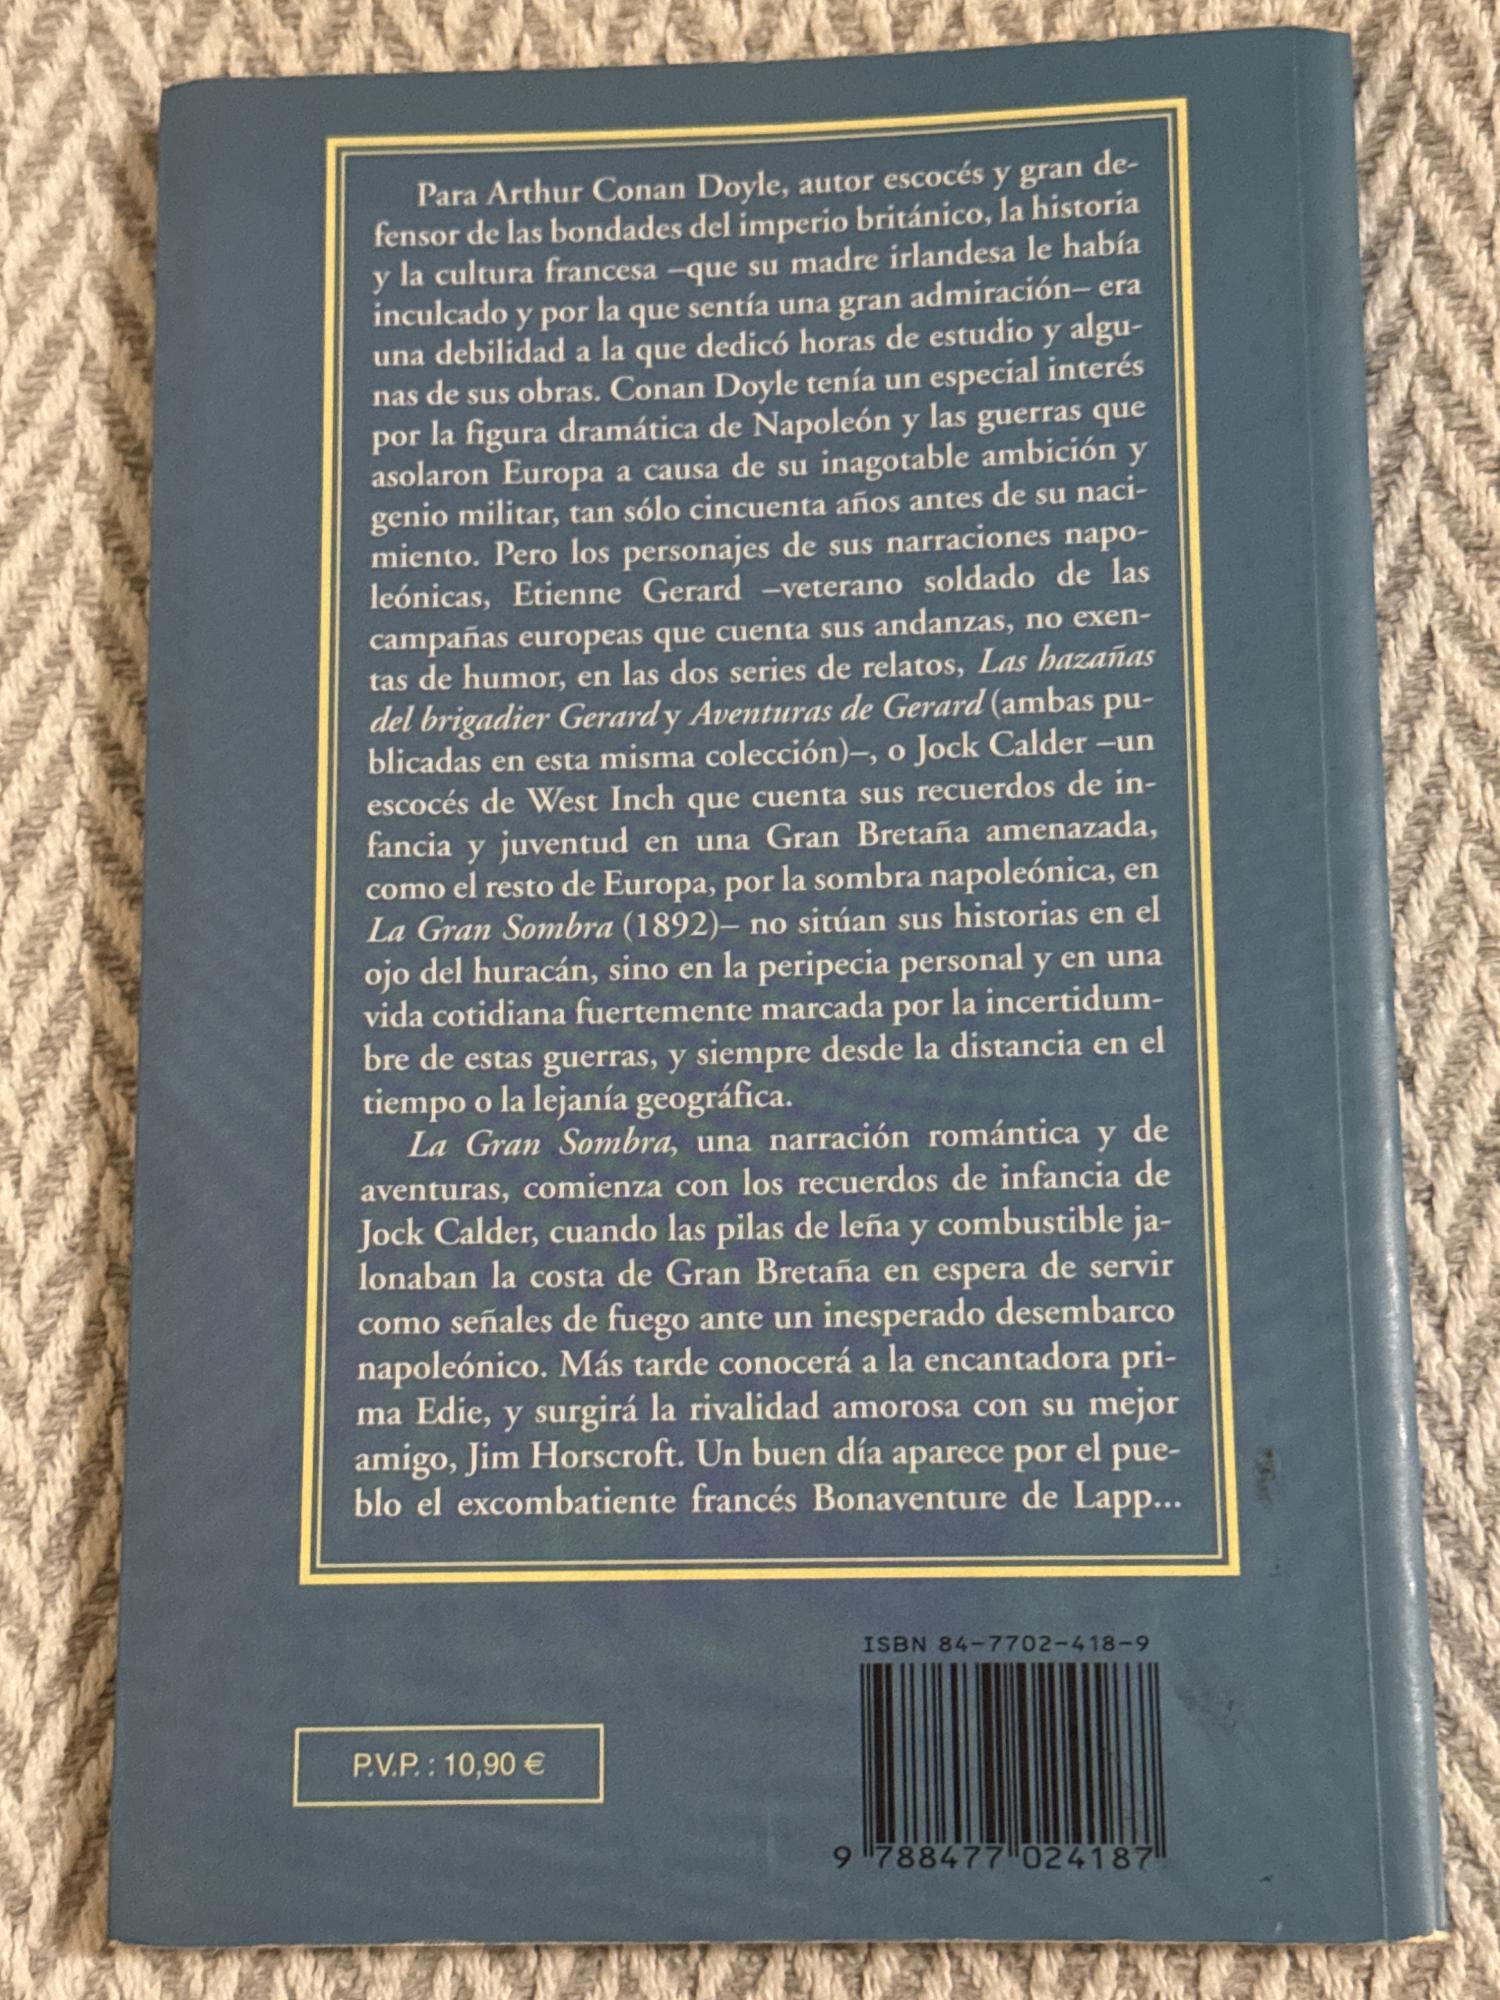 Para Arthur Conan Doyle, autor escocés y gran de-
fensor de las bondades del imperio británico, la historia
y la cultura francesa –que su madre irlandesa le había
inculcado y por la que sentía una gran admiración– era
una debilidad a la que dedicó horas de estudio y algu-
nas de sus obras. Conan Doyle tenía un especial interés
por la figura dramática de Napoleón y las guerras que
asolaron Europa a causa de su inagotable ambición y
genio militar, tan sólo cincuenta años antes de su naci-
miento. Pero los personajes de sus narraciones napo-
leónicas, Etienne Gerard –veterano soldado de las
campañas europeas que cuenta sus andanzas, no exen-
tas de humor, en las dos series de relatos, Las hazañas
del brigadier Gerard y Aventuras de Gerard (ambas pu-
blicadas en esta misma colección)–, o Jock Calder –un
escocés de West Inch que cuenta sus recuerdos de in-
fancia y juventud en una Gran Bretaña amenazada,
como el resto de Europa, por la sombra napoleónica, en
La Gran Sombra (1892)– no sitúan sus historias en el
ojo del huracán, sino en la peripecia personal y en una
vida cotidiana fuertemente marcada por la incertidum-
bre de estas guerras, y siempre desde la distancia en el
tiempo o la lejanía geográfica.
La Gran Sombra, una narración romántica y de
aventuras, comienza con los recuerdos de infancia de
Jock Calder, cuando las pilas de leña y combustible ja-
lonaban la costa de Gran Bretaña en espera de servir
como señales de fuego ante un inesperado desembarco
napoleónico. Más tarde conocerá a la encantadora pri-
ma Edie, y surgirá la rivalidad amorosa con su mejor
amigo, Jim Horscroft. Un buen día aparece por el pue-
blo el excombatiente francés Bonaventure de Lapp...
ISBN 84-7702-418-9
P.V.P. : 10,90 €
9 788477 024187